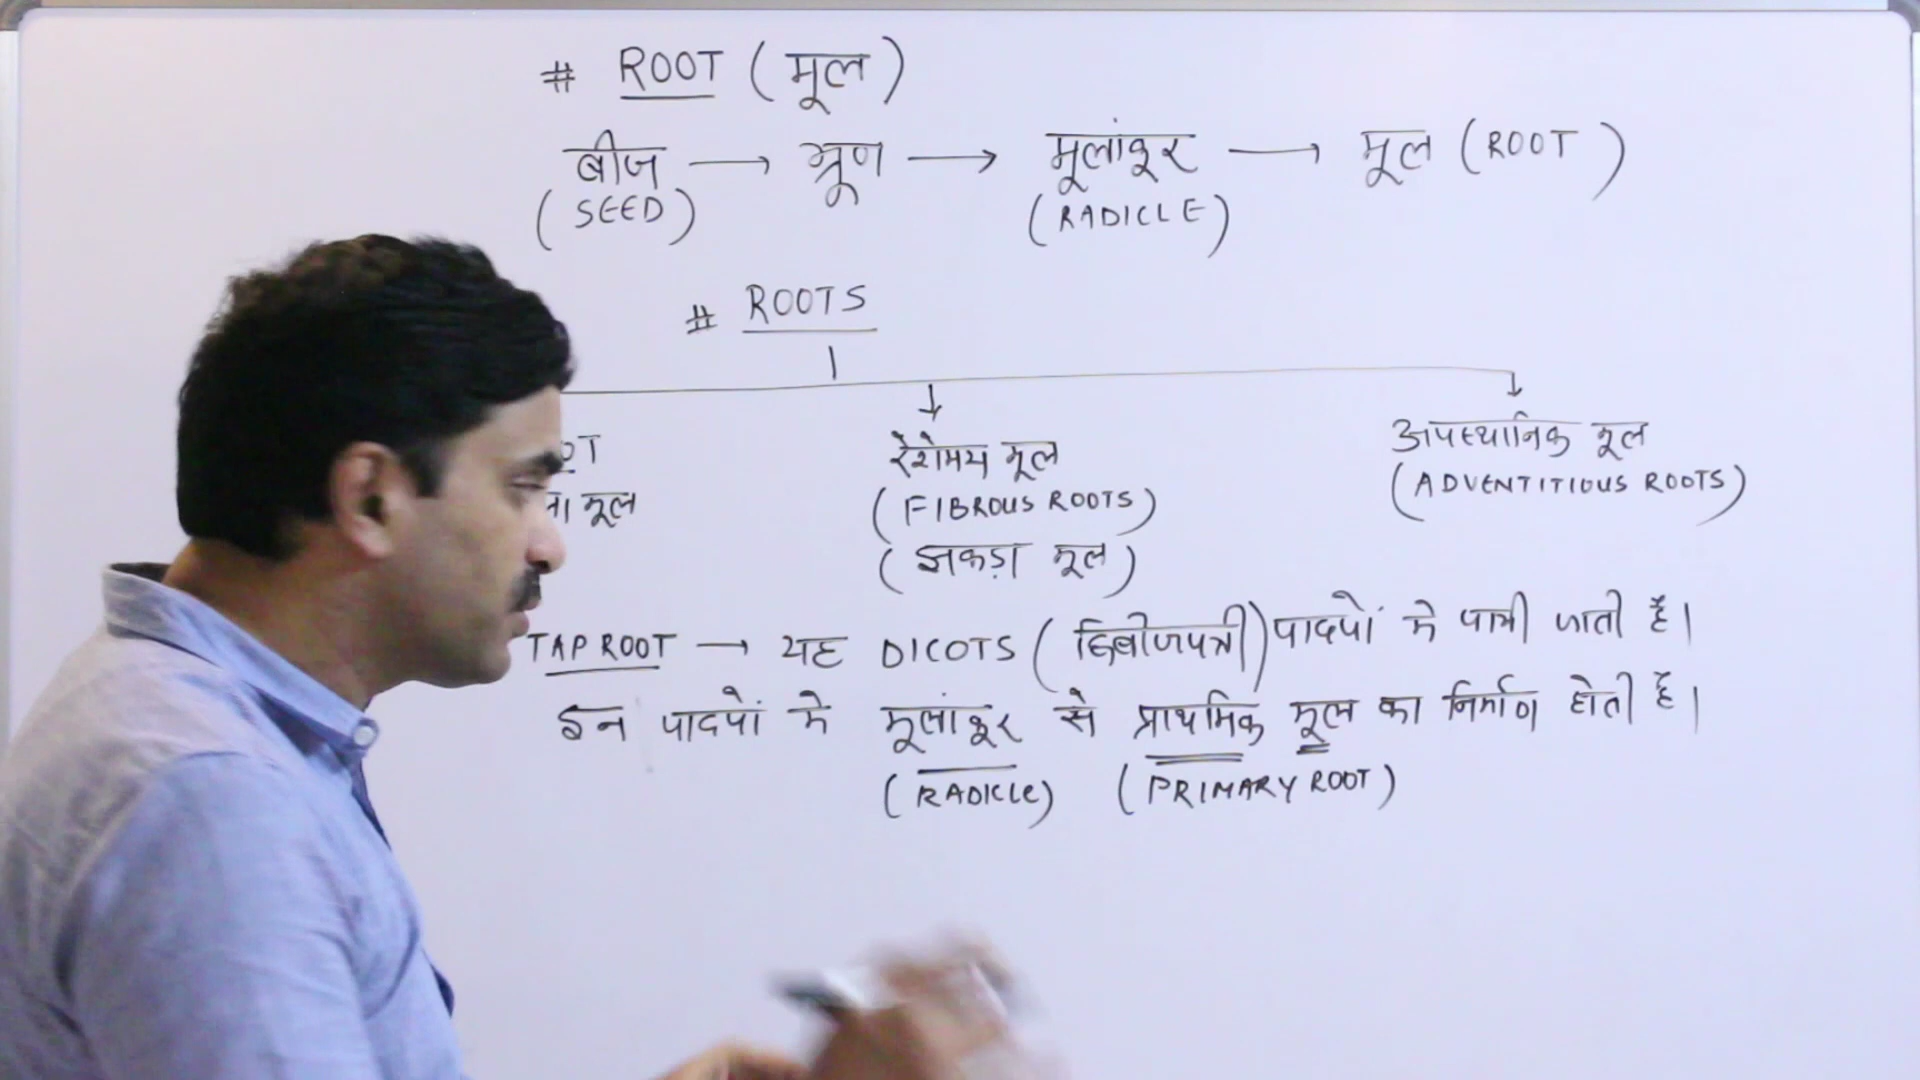 # ROOT (मूल)
बीज → भ्रूण → मूलांकूर → मूल (ROOT)
(SEED) (RADICLE)
# ROOTS
रेशेमय मूल
(FIBROUS ROOTS)
(झकड़ा मूल)
अपस्थानिक मूल
(ADVENTITIOUS ROOTS)
मूल
TAP ROOT → यह DICOTS (द्विबीजपत्री) पादपों मे पायी जाती है।
इन पादपों मे मूलांकूर से प्राथमिक मूल का निर्माण होती है।
(RADICLE) (PRIMARY ROOT)